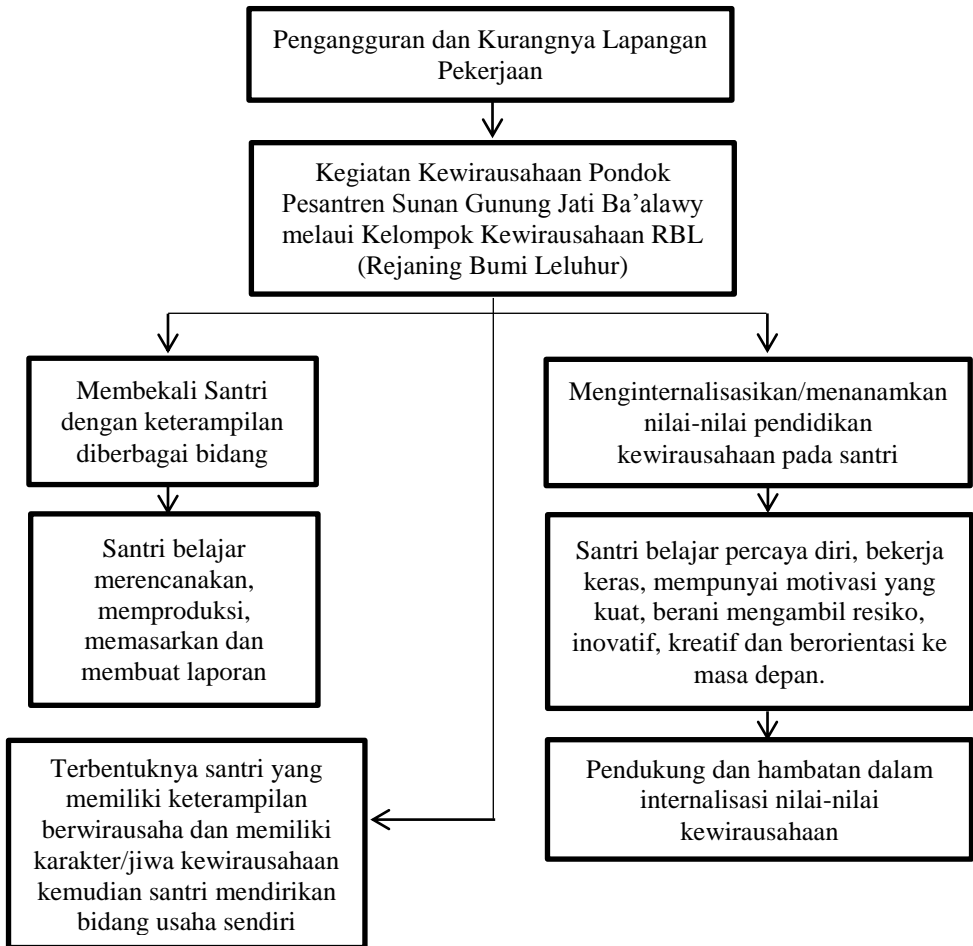 Pengangguran dan Kurangnya Lapangan
Pekerjaan
Kegiatan Kewirausahaan Pondok
Pesantren Sunan Gunung Jati Ba’alawy
melaui Kelompok Kewirausahaan RBL
(Rejaning Bumi Leluhur)
Membekali Santri
dengan keterampilan
diberbagai bidang
Menginternalisasikan/menanamkan
nilai-nilai pendidikan
kewirausahaan pada santri
Santri belajar
merencanakan,
memproduksi,
memasarkan dan
membuat laporan
Santri belajar percaya diri, bekerja
keras, mempunyai motivasi yang
kuat, berani mengambil resiko,
inovatif, kreatif dan berorientasi ke
masa depan.
Terbentuknya santri yang
memiliki keterampilan
berwirausaha dan memiliki
karakter/jiwa kewirausahaan
kemudian santri mendirikan
bidang usaha sendiri
Pendukung dan hambatan dalam
internalisasi nilai-nilai
kewirausahaan